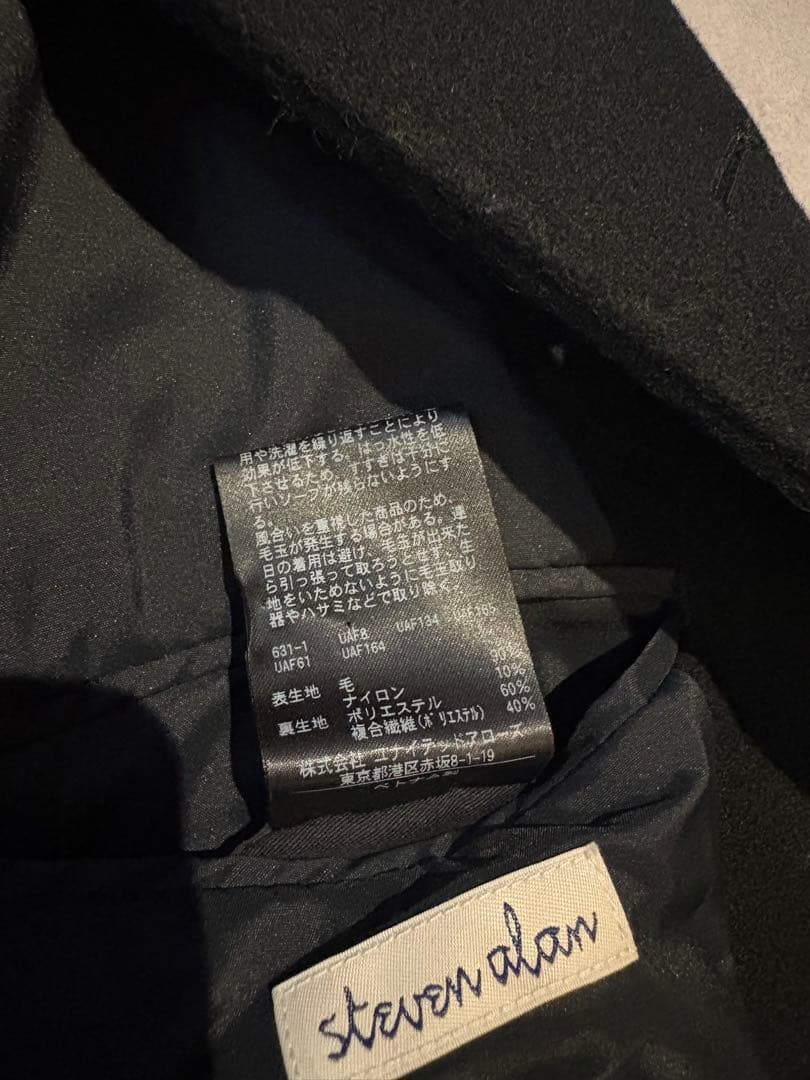 用や洗濯を繰り返すことにより
効果が低下する。はっ水性を低
下させるため、すすぎは十分に
行いソープが残らないようにす
る。
風合いを重視した商品のため、
毛玉が発生する場合がある。連
日の着用は避け、毛玉が出来た
ら引っ張って取ろうとせず、生
地をいためないように毛玉取り
器やハサミなどで取り除く。
631-1 UAF8 UAF134 UAF165
UAF61 UAF164
表生地 毛 90%
ナイロン 10%
裏生地 ポリエステル 60%
複合繊維(ポリエステル) 40%
株式会社 ユナイテッドアローズ
東京都港区赤坂8-1-19
ベトナム製
steven alan